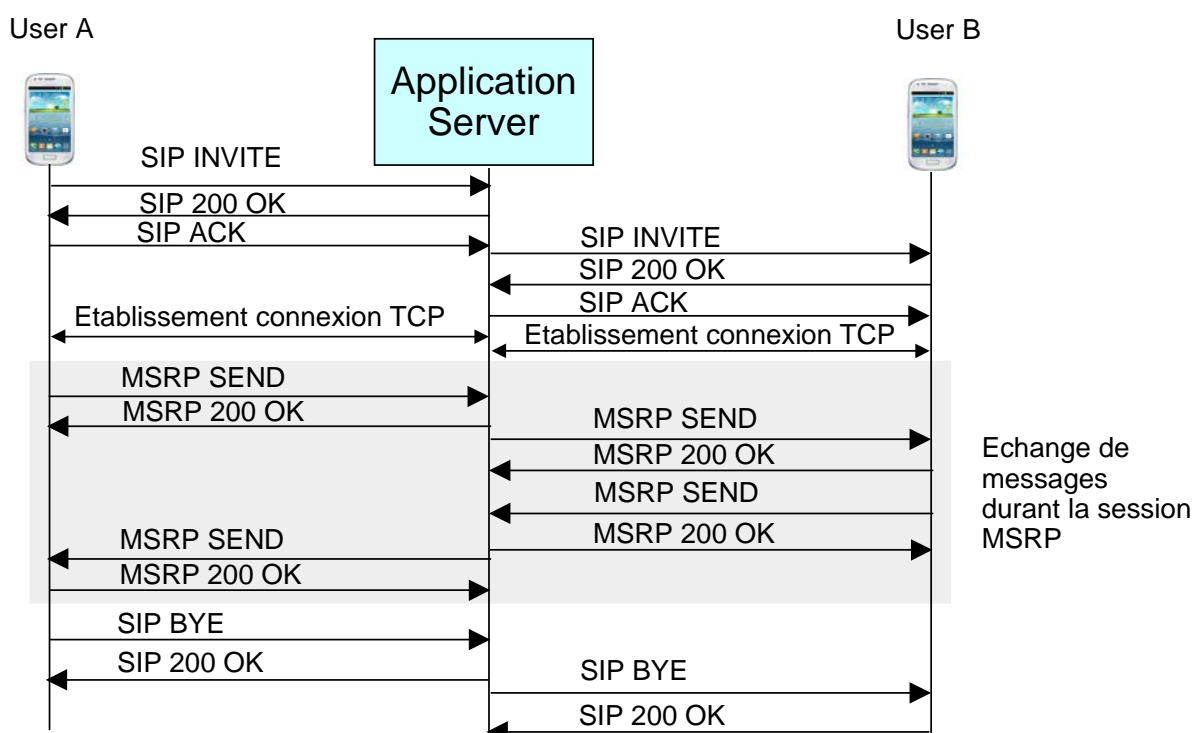 User A
User B
Application
Server
SIP INVITE
SIP 200 OK
SIP ACK
SIP INVITE
SIP 200 OK
SIP ACK
Etablissement connexion TCP
Etablissement connexion TCP
MSRP SEND
MSRP 200 OK
MSRP SEND
MSRP 200 OK
MSRP SEND
MSRP 200 OK
MSRP SEND
MSRP 200 OK
Echange de
messages
durant la session
MSRP
SIP BYE
SIP 200 OK
SIP BYE
SIP 200 OK